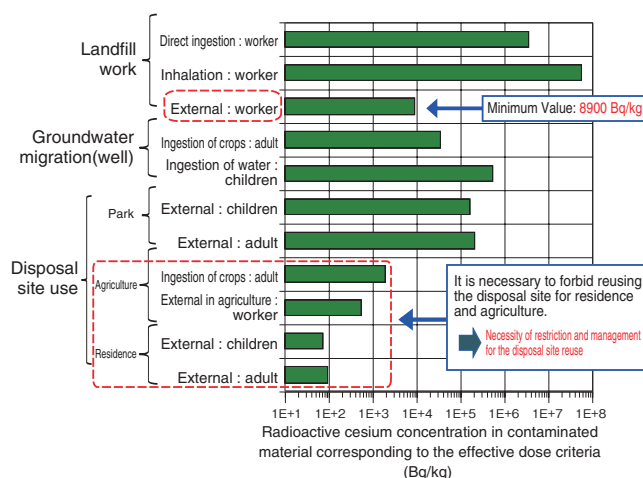 Landfill
work
Direct ingestion : worker
Inhalation : worker
External : worker
Minimum Value: 8900 Bq/kg
Groundwater
migration(well)
Ingestion of crops : adult
Ingestion of water :
children
Disposal
site use
Park
External : children
External : adult
Agriculture
Ingestion of crops : adult
External in agriculture :
worker
Residence
External : children
External : adult
It is necessary to forbid reusing
the disposal site for residence
and agriculture.
Necessity of restriction and management
for the disposal site reuse
1E+1 1E+2 1E+3 1E+4 1E+5 1E+6 1E+7 1E+8
Radioactive cesium concentration in contaminated
material corresponding to the effective dose criteria
(Bq/kg)